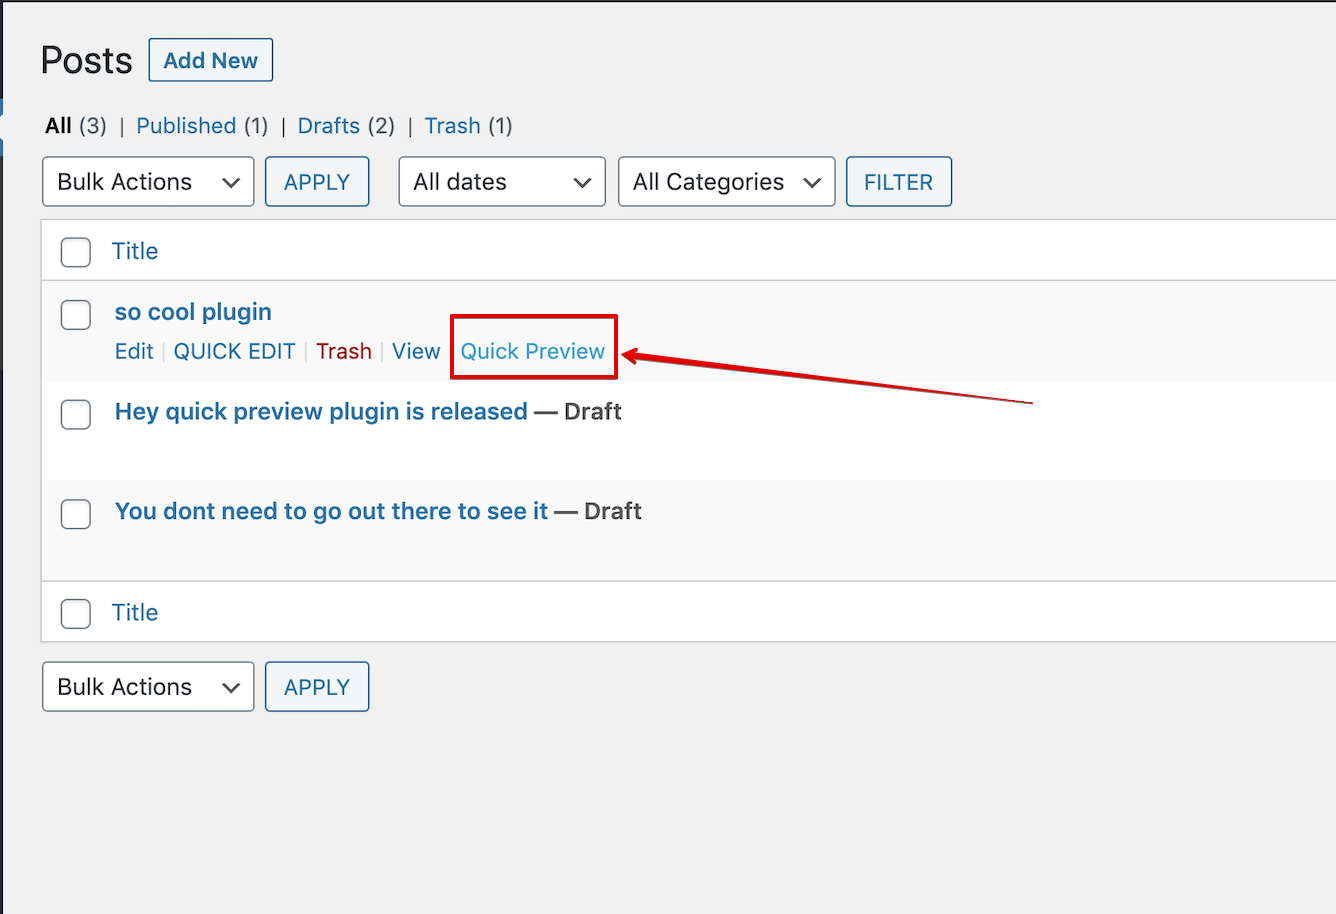 Posts Add New
All (3) | Published (1) | Drafts (2) | Trash (1)
Bulk Actions APPLY All dates All Categories FILTER
Title
so cool plugin
Edit | QUICK EDIT | Trash | View Quick Preview
Hey quick preview plugin is released — Draft
You dont need to go out there to see it — Draft
Title
Bulk Actions APPLY